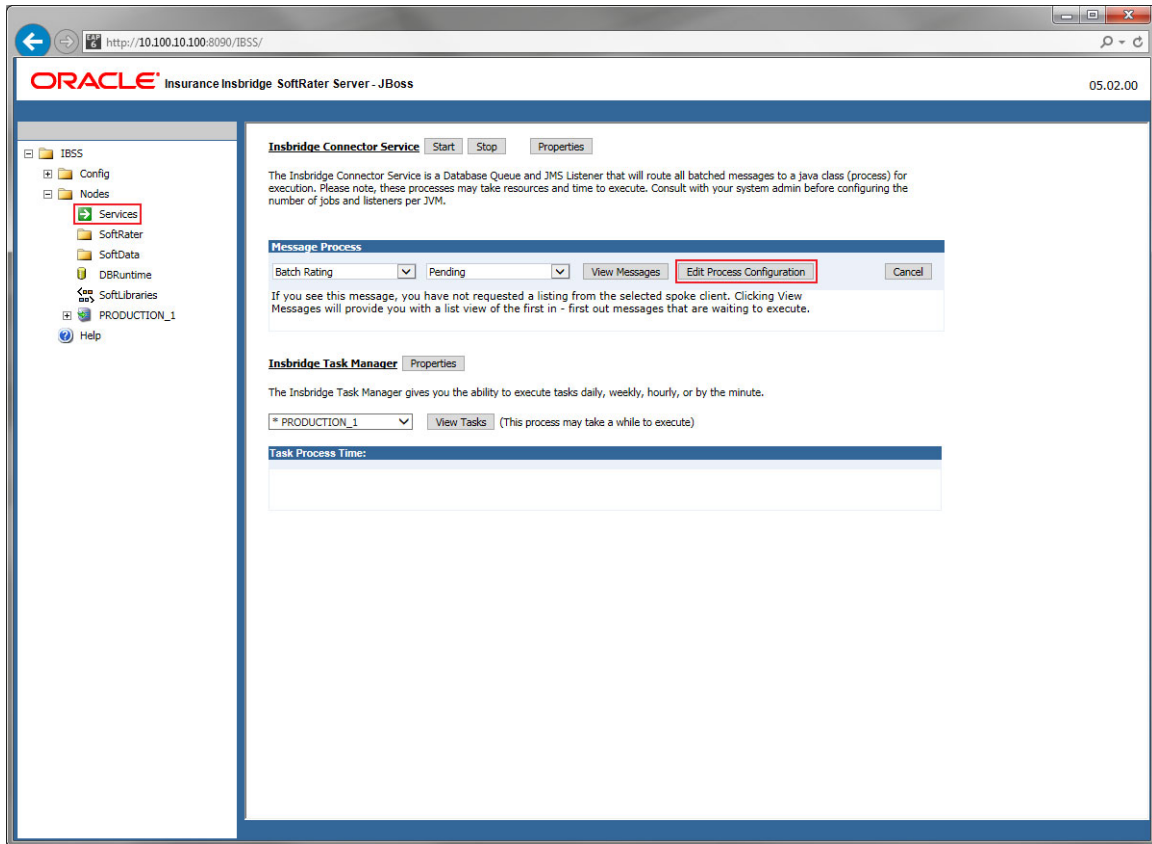 http://10.100.10.100:8090/IBSS/
ORACLE® Insurance Insbridge SoftRater Server - JBoss
05.02.00
IBSS
Config
Nodes
Services
SoftRater
SoftData
DBRuntime
SoftLibraries
PRODUCTION_1
Help
Insbridge Connector Service Start Stop Properties
The Insbridge Connector Service is a Database Queue and JMS Listener that will route all batched messages to a java class (process) for
execution. Please note, these processes may take resources and time to execute. Consult with your system admin before configuring the
number of jobs and listeners per JVM.
Message Process
Batch Rating Pending View Messages Edit Process Configuration Cancel
If you see this message, you have not requested a listing from the selected spoke client. Clicking View
Messages will provide you with a list view of the first in - first out messages that are waiting to execute.
Insbridge Task Manager Properties
The Insbridge Task Manager gives you the ability to execute tasks daily, weekly, hourly, or by the minute.
* PRODUCTION_1 View Tasks (This process may take a while to execute)
Task Process Time: